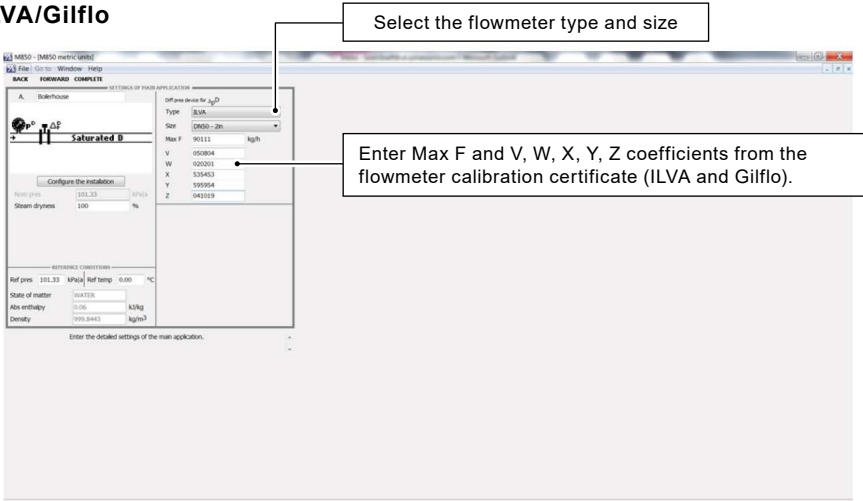 VA/Gilflo
Select the flowmeter type and size
M850 - [M850 metric units]
File Go to Window Help
BACK FORWARD COMPLETE
SETTINGS OF MAIN APPLICATION
A. Boilerhouse
Diff pres device for
Type ILVA
Size DN50 - 2in
Max F 90111 kg/h
V 050804
W 020201
X 535453
Y 595954
Z 041019
Enter Max F and V, W, X, Y, Z coefficients from the
flowmeter calibration certificate (ILVA and Gilflo).
Saturated D
Configure the installation
Nom pres 101.33 kPa|a
Steam dryness 100 %
REFERENCE CONDITIONS
Ref pres 101.33 kPa|a Ref temp 0.00 °C
State of matter WATER
Abs enthalpy 0.06 kJ/kg
Density 999.8443 kg/m3
Enter the detailed settings of the main application.